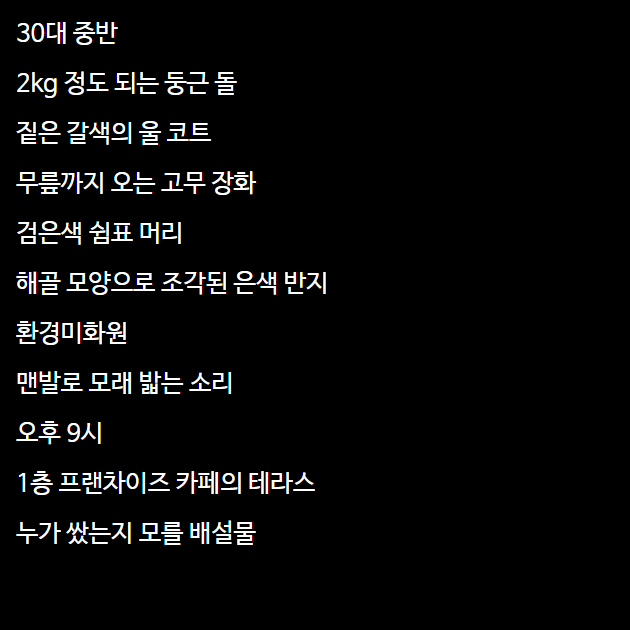 30대 중반
2kg 정도 되는 둥근 돌
짙은 갈색의 울 코트
무릎까지 오는 고무 장화
검은색 쉼표 머리
해골 모양으로 조각된 은색 반지
환경미화원
맨발로 모래 밟는 소리
오후 9시
1층 프랜차이즈 카페의 테라스
누가 쌌는지 모를 배설물